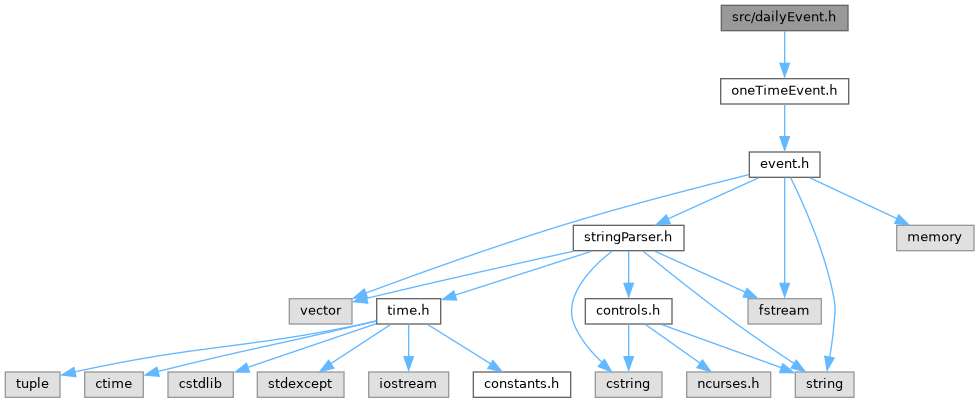 src/dailyEvent.h
oneTimeEvent.h
event.h
stringParser.h
memory
vector
time.h
controls.h
fstream
tuple
ctime
cstdlib
stdexcept
iostream
constants.h
cstring
ncurses.h
string